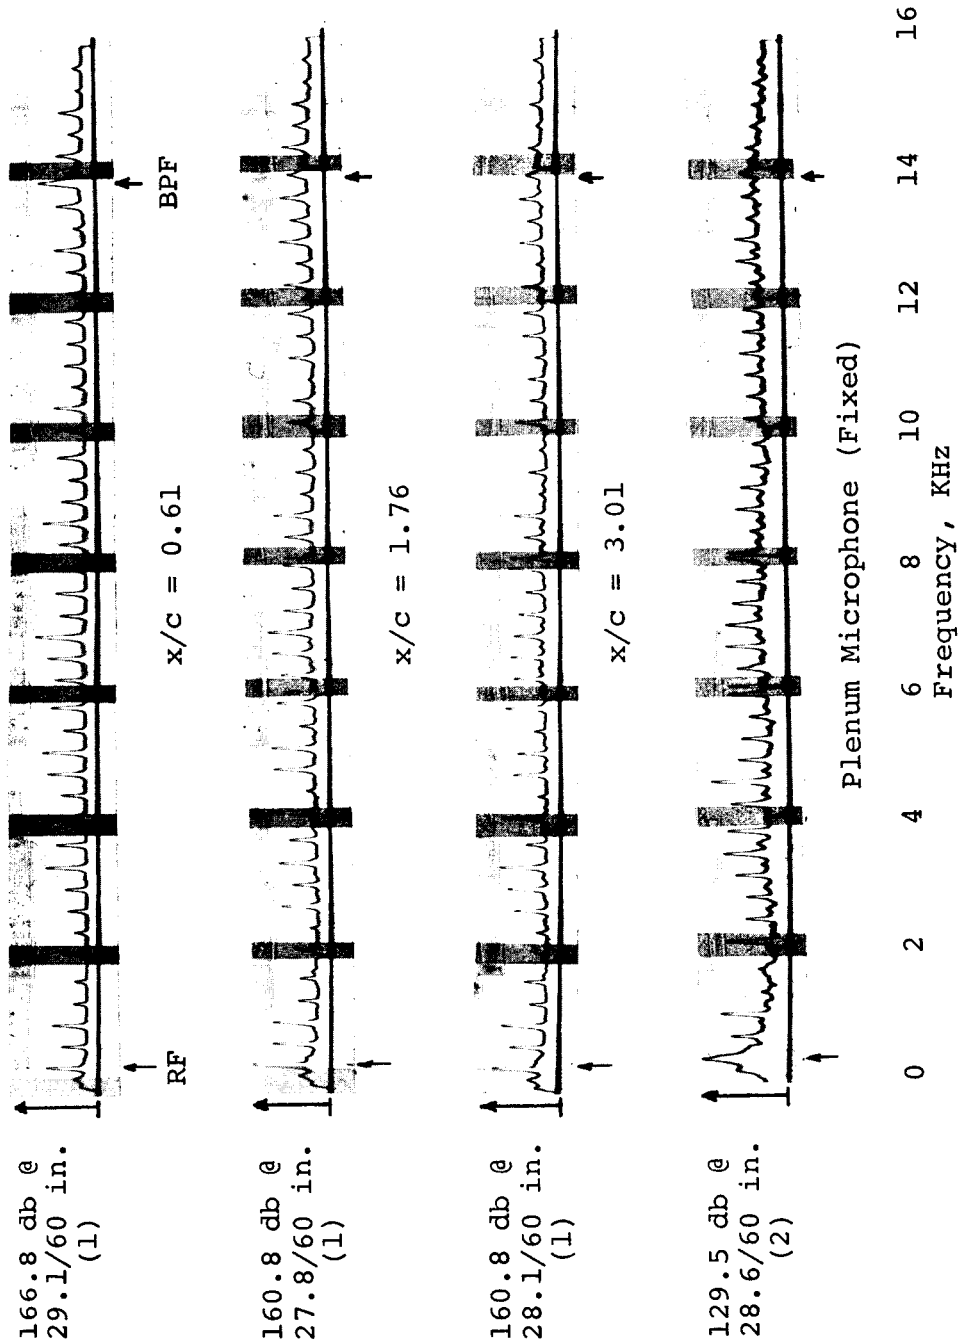 166.8 db @
29.1/60 in.
(1)
RF
BPF
x/c = 0.61
160.8 db @
27.8/60 in.
(1)
x/c = 1.76
160.8 db @
28.1/60 in.
(1)
x/c = 3.01
129.5 db @
28.6/60 in.
(2)
Plenum Microphone (Fixed)
0 2 4 6 8 10 12 14 16
Frequency, KHz